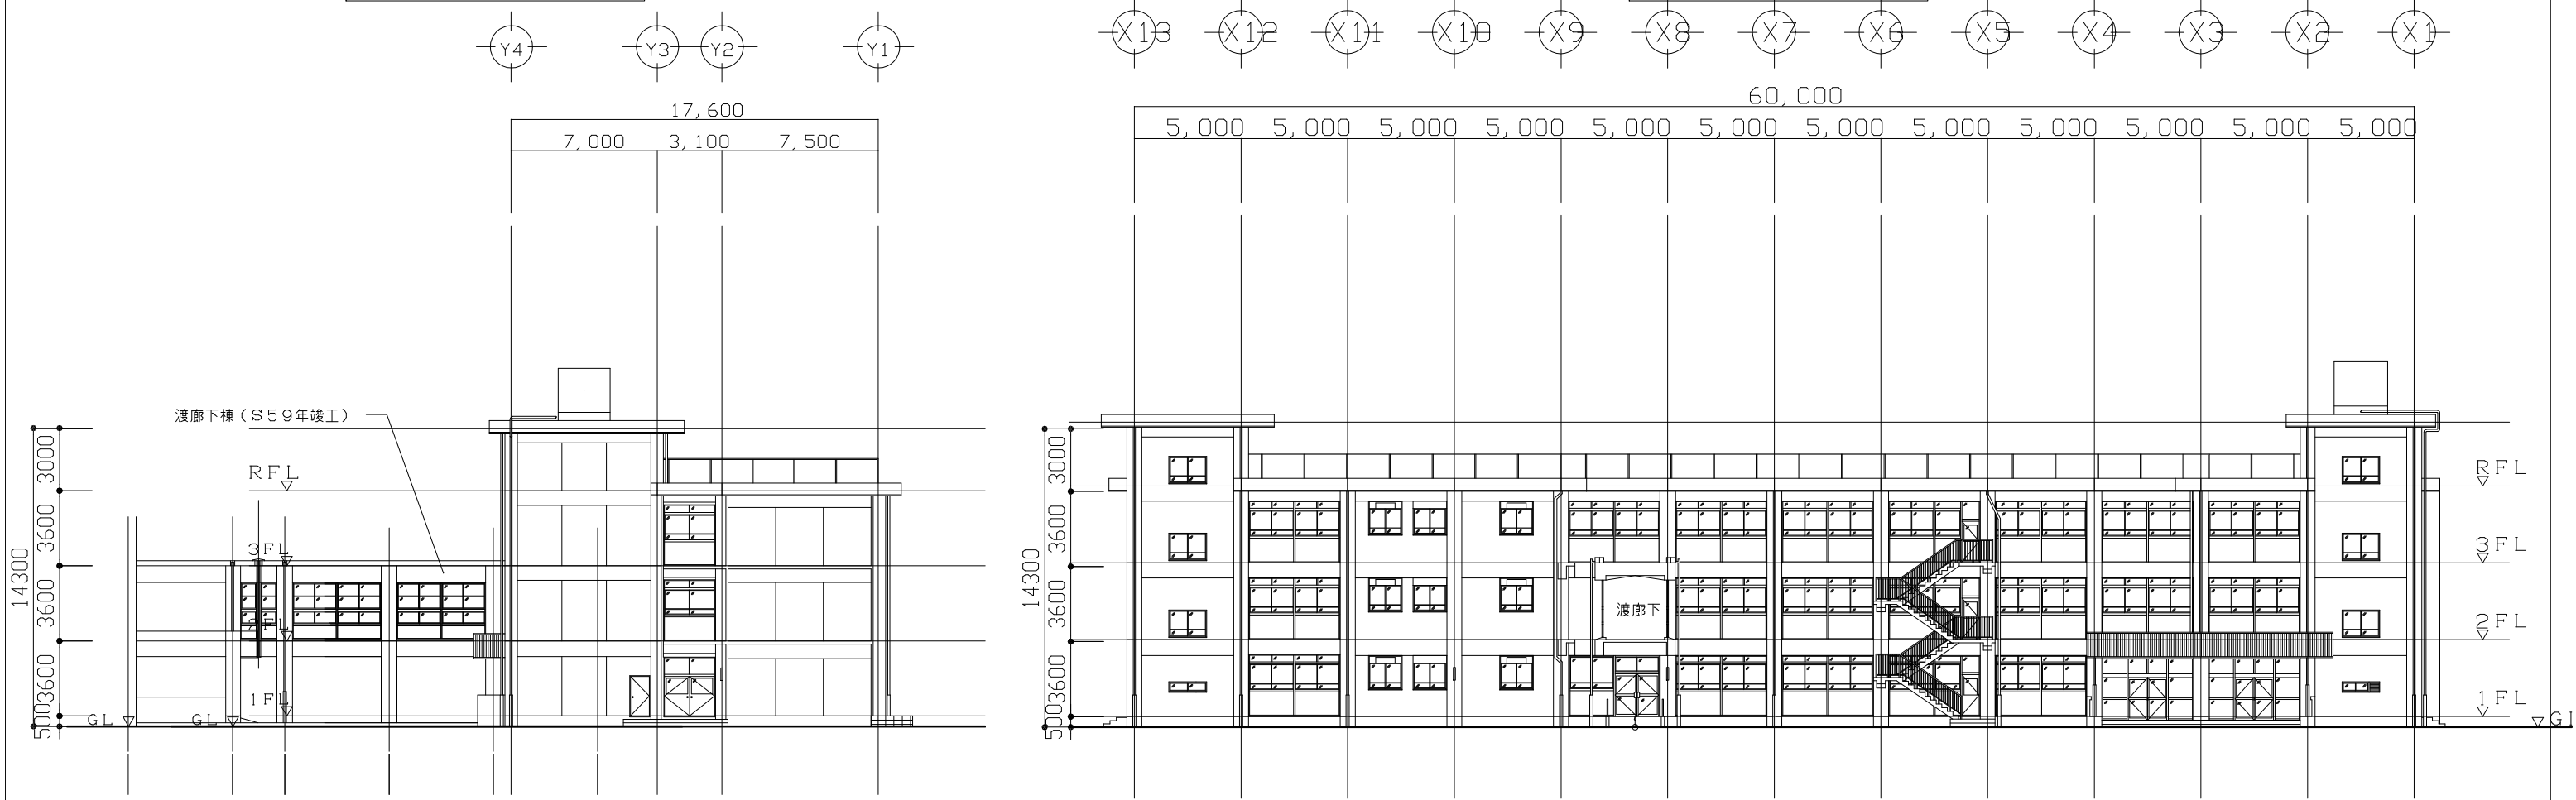 Y4 Y3 Y2 Y1
17,600
7,000 3,100 7,500
渡廊下棟(S59年竣工)
RFL
3FL
2FL
1FL
GL GL
3000
3600
3600
3600
500
14300
X13 X12 X11 X10 X9 X8 X7 X6 X5 X4 X3 X2 X1
60,000
5,000 5,000 5,000 5,000 5,000 5,000 5,000 5,000 5,000 5,000 5,000 5,000
3000
3600
3600
3600
500
14300
渡廊下
RFL
3FL
2FL
1FL
GL